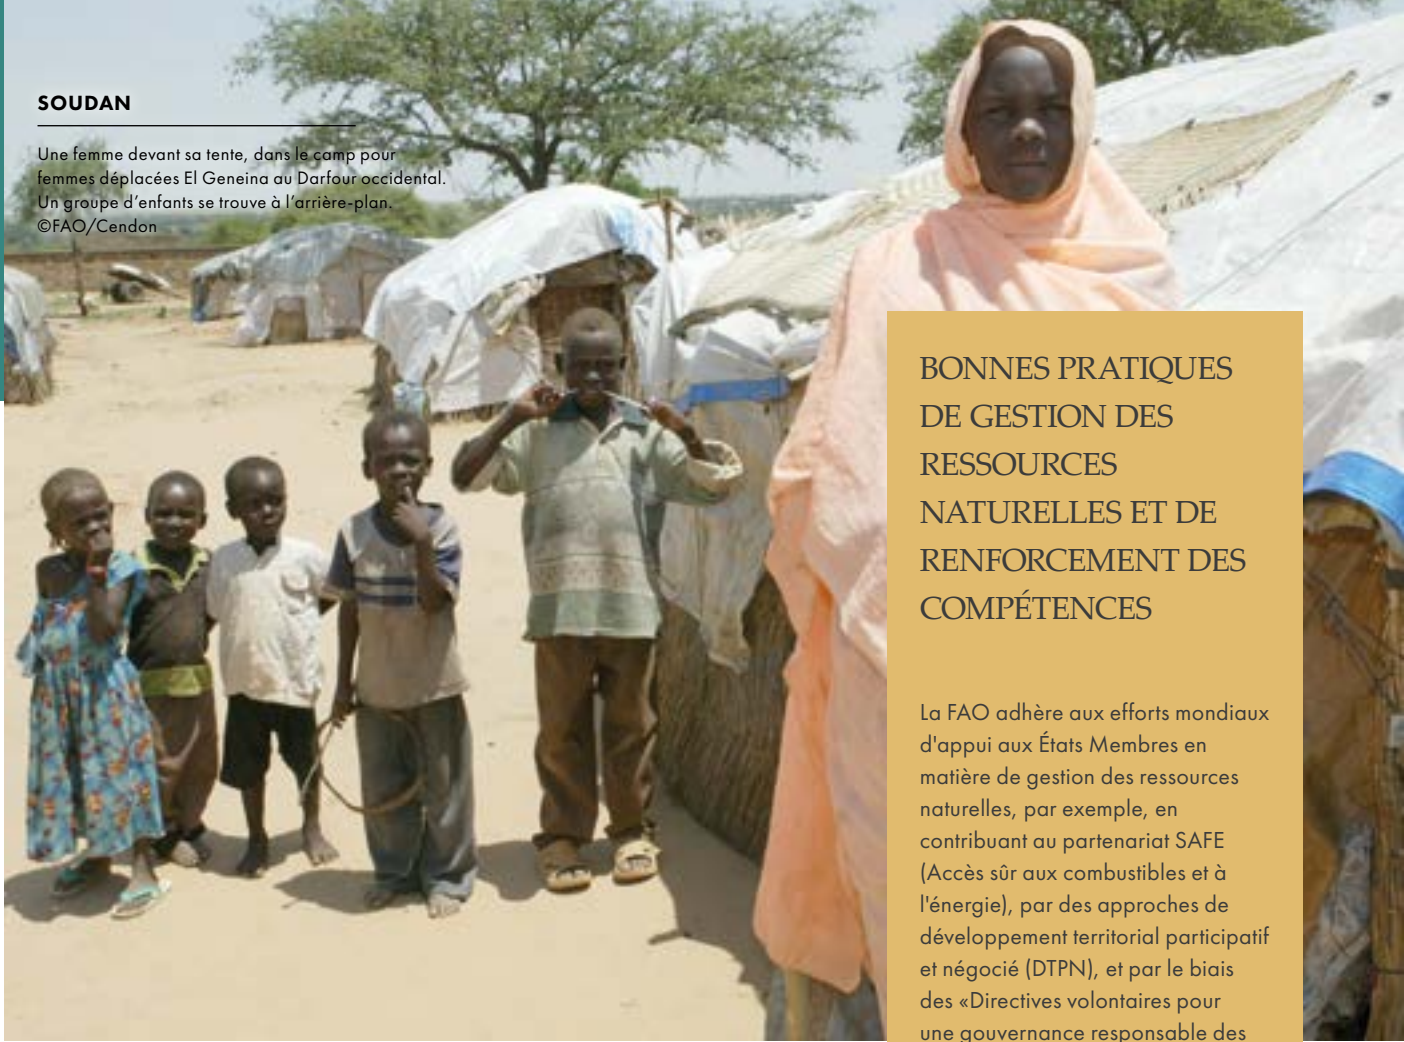 SOUDAN
Une femme devant sa tente, dans le camp pour
femmes déplacées El Geneina au Darfour occidental.
Un groupe d'enfants se trouve à l'arrière-plan.
©FAO/Cendon
BONNES PRATIQUES
DE GESTION DES
RESSOURCES
NATURELLES ET DE
RENFORCEMENT DES
COMPÉTENCES
La FAO adhère aux efforts mondiaux
d'appui aux États Membres en
matière de gestion des ressources
naturelles, par exemple, en
contribuant au partenariat SAFE
(Accès sûr aux combustibles et à
l'énergie), par des approches de
développement territorial participatif
et négocié (DTPN), et par le biais
des «Directives volontaires pour
une gouvernance responsable des